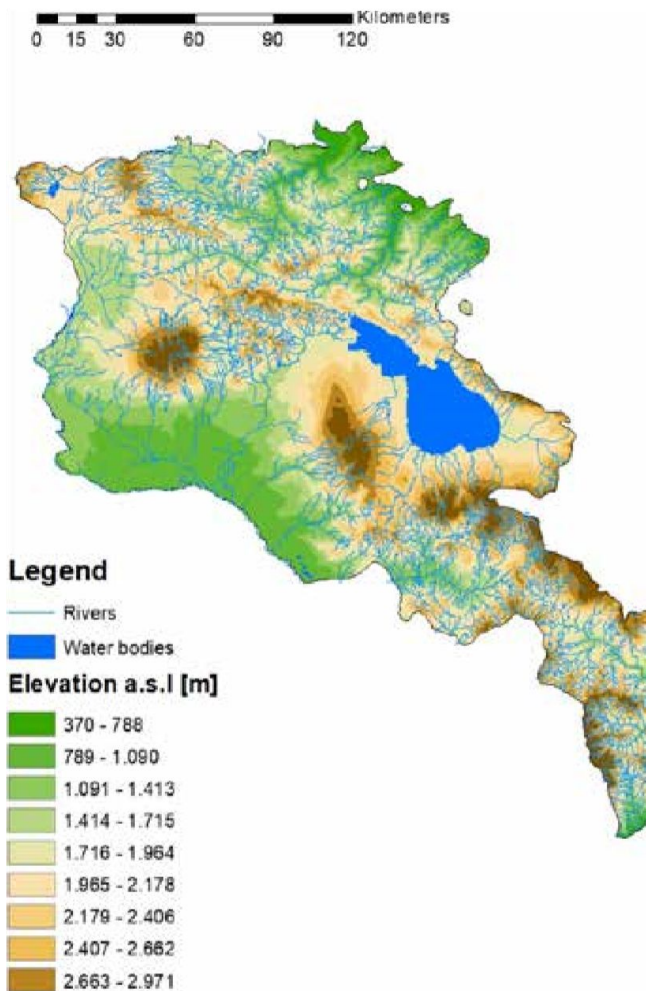 Kilometers
0 15 30 60 90 120
Legend
Rivers
Water bodies
Elevation a.s.l [m]
370 - 788
789 - 1.090
1.091 - 1.413
1.414 - 1.715
1.716 - 1.964
1.965 - 2.178
2.179 - 2.406
2.407 - 2.662
2.663 - 2.971